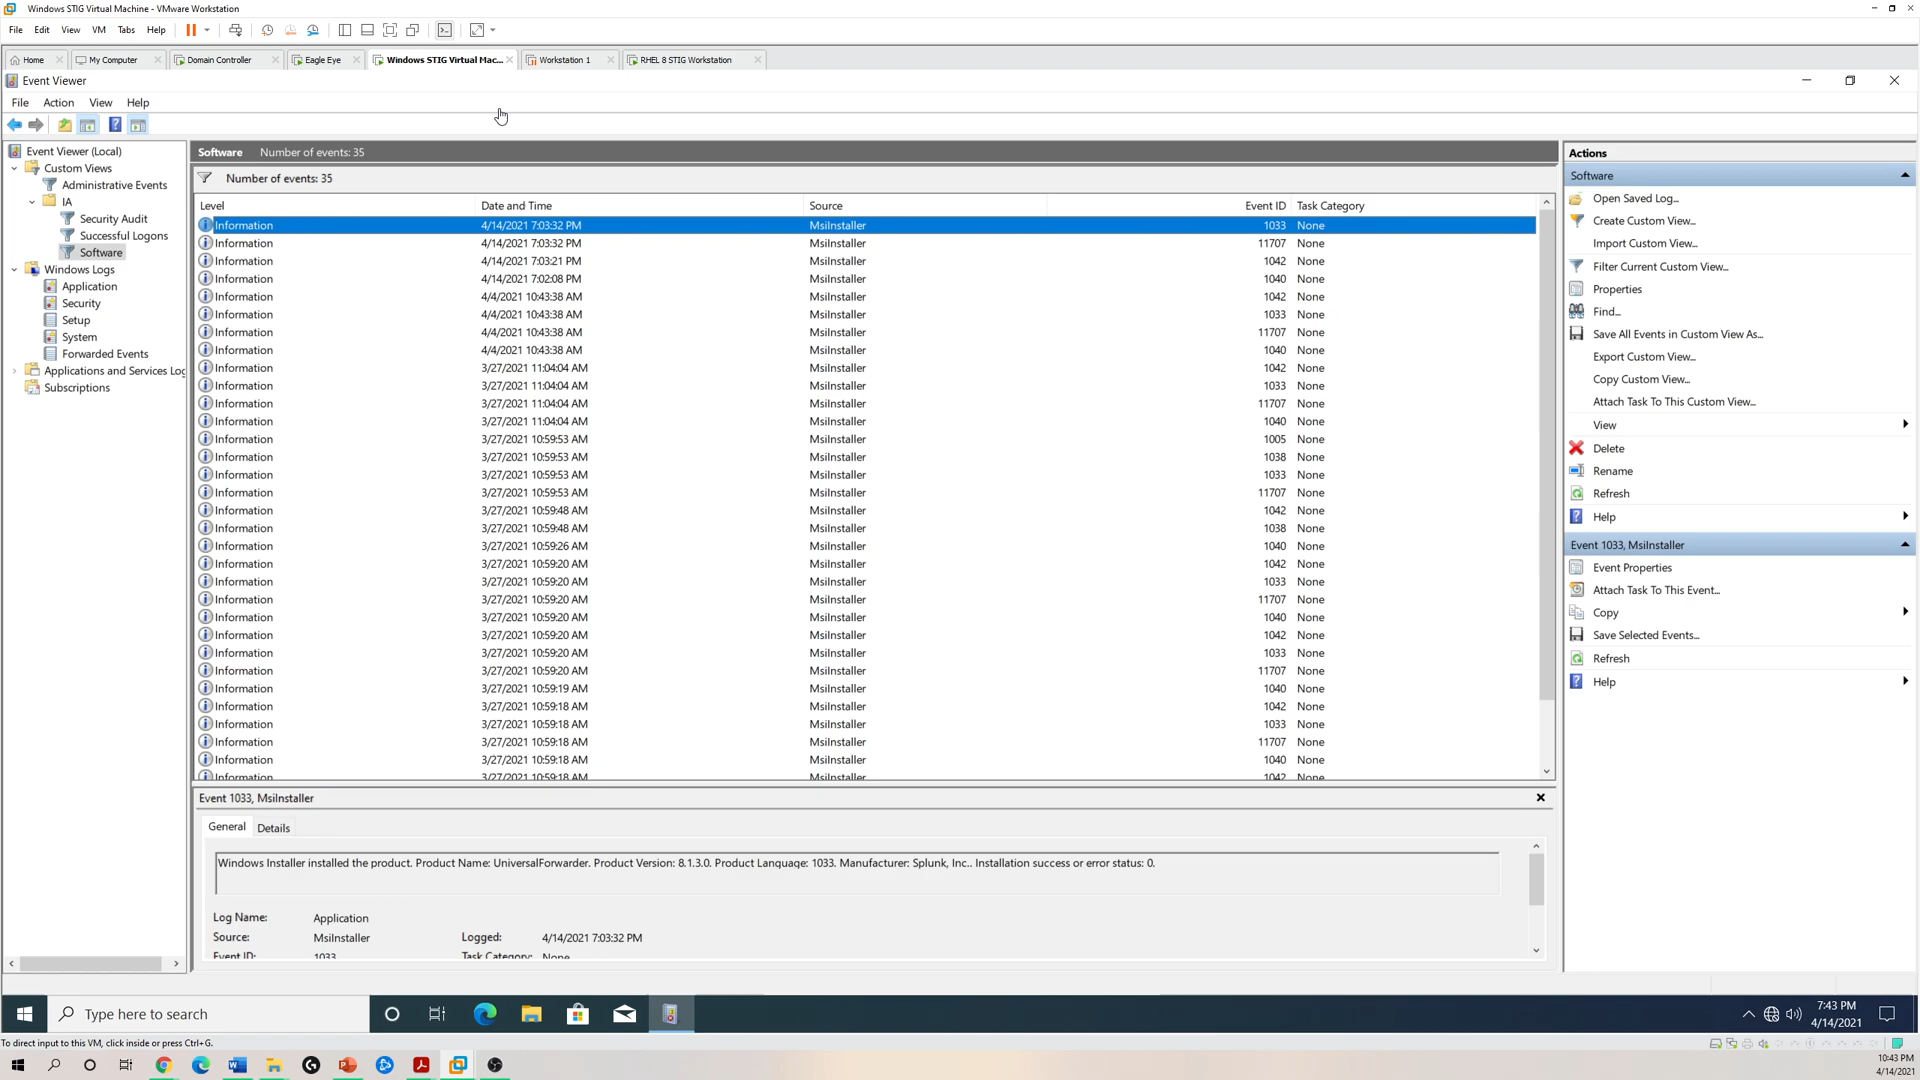 Windows STIG Virtual Machine - VMware Workstation
File Edit View VM Tabs Help
Home My Computer Domain Controller Eagle Eye Windows STIG Virtual Mac... Workstation 1 RHEL 8 STIG Workstation
Event Viewer
File Action View Help
Event Viewer (Local)
Custom Views
Administrative Events
IA
Security Audit
Successful Logons
Software
Windows Logs
Application
Security
Setup
System
Forwarded Events
Applications and Services Log
Subscriptions
Software Number of events: 35
Number of events: 35
Level Date and Time Source Event ID Task Category
Information 4/14/2021 7:03:32 PM MsiInstaller 1033 None
Information 4/14/2021 7:03:32 PM MsiInstaller 11707 None
Information 4/14/2021 7:03:21 PM MsiInstaller 1042 None
Information 4/14/2021 7:02:08 PM MsiInstaller 1040 None
Information 4/4/2021 10:43:38 AM MsiInstaller 1042 None
Information 4/4/2021 10:43:38 AM MsiInstaller 1033 None
Information 4/4/2021 10:43:38 AM MsiInstaller 11707 None
Information 4/4/2021 10:43:38 AM MsiInstaller 1040 None
Information 3/27/2021 11:04:04 AM MsiInstaller 1042 None
Information 3/27/2021 11:04:04 AM MsiInstaller 1033 None
Information 3/27/2021 11:04:04 AM MsiInstaller 11707 None
Information 3/27/2021 11:04:04 AM MsiInstaller 1040 None
Information 3/27/2021 10:59:53 AM MsiInstaller 1005 None
Information 3/27/2021 10:59:53 AM MsiInstaller 1038 None
Information 3/27/2021 10:59:53 AM MsiInstaller 1033 None
Information 3/27/2021 10:59:53 AM MsiInstaller 11707 None
Information 3/27/2021 10:59:48 AM MsiInstaller 1042 None
Information 3/27/2021 10:59:48 AM MsiInstaller 1038 None
Information 3/27/2021 10:59:26 AM MsiInstaller 1040 None
Information 3/27/2021 10:59:20 AM MsiInstaller 1042 None
Information 3/27/2021 10:59:20 AM MsiInstaller 1033 None
Information 3/27/2021 10:59:20 AM MsiInstaller 11707 None
Information 3/27/2021 10:59:20 AM MsiInstaller 1040 None
Information 3/27/2021 10:59:20 AM MsiInstaller 1042 None
Information 3/27/2021 10:59:20 AM MsiInstaller 1033 None
Information 3/27/2021 10:59:20 AM MsiInstaller 11707 None
Information 3/27/2021 10:59:19 AM MsiInstaller 1040 None
Information 3/27/2021 10:59:18 AM MsiInstaller 1042 None
Information 3/27/2021 10:59:18 AM MsiInstaller 1033 None
Information 3/27/2021 10:59:18 AM MsiInstaller 11707 None
Information 3/27/2021 10:59:18 AM MsiInstaller 1040 None
Information 3/27/2021 10:59:18 AM MsiInstaller 1042 None
Event 1033, MsiInstaller
General Details
Windows Installer installed the product. Product Name: UniversalForwarder. Product Version: 8.1.3.0. Product Language: 1033. Manufacturer: Splunk, Inc.. Installation success or error status: 0.
Log Name: Application
Source: MsiInstaller Logged: 4/14/2021 7:03:32 PM
Event ID: 1033 Task Category: None
Actions
Software
Open Saved Log...
Create Custom View...
Import Custom View...
Filter Current Custom View...
Properties
Find...
Save All Events in Custom View As...
Export Custom View...
Copy Custom View...
Attach Task To This Custom View...
View
Delete
Rename
Refresh
Help
Event 1033, MsiInstaller
Event Properties
Attach Task To This Event...
Copy
Save Selected Events...
Refresh
Help
Type here to search
7:43 PM
4/14/2021
To direct input to this VM, click inside or press Ctrl+G.
10:43 PM
4/14/2021